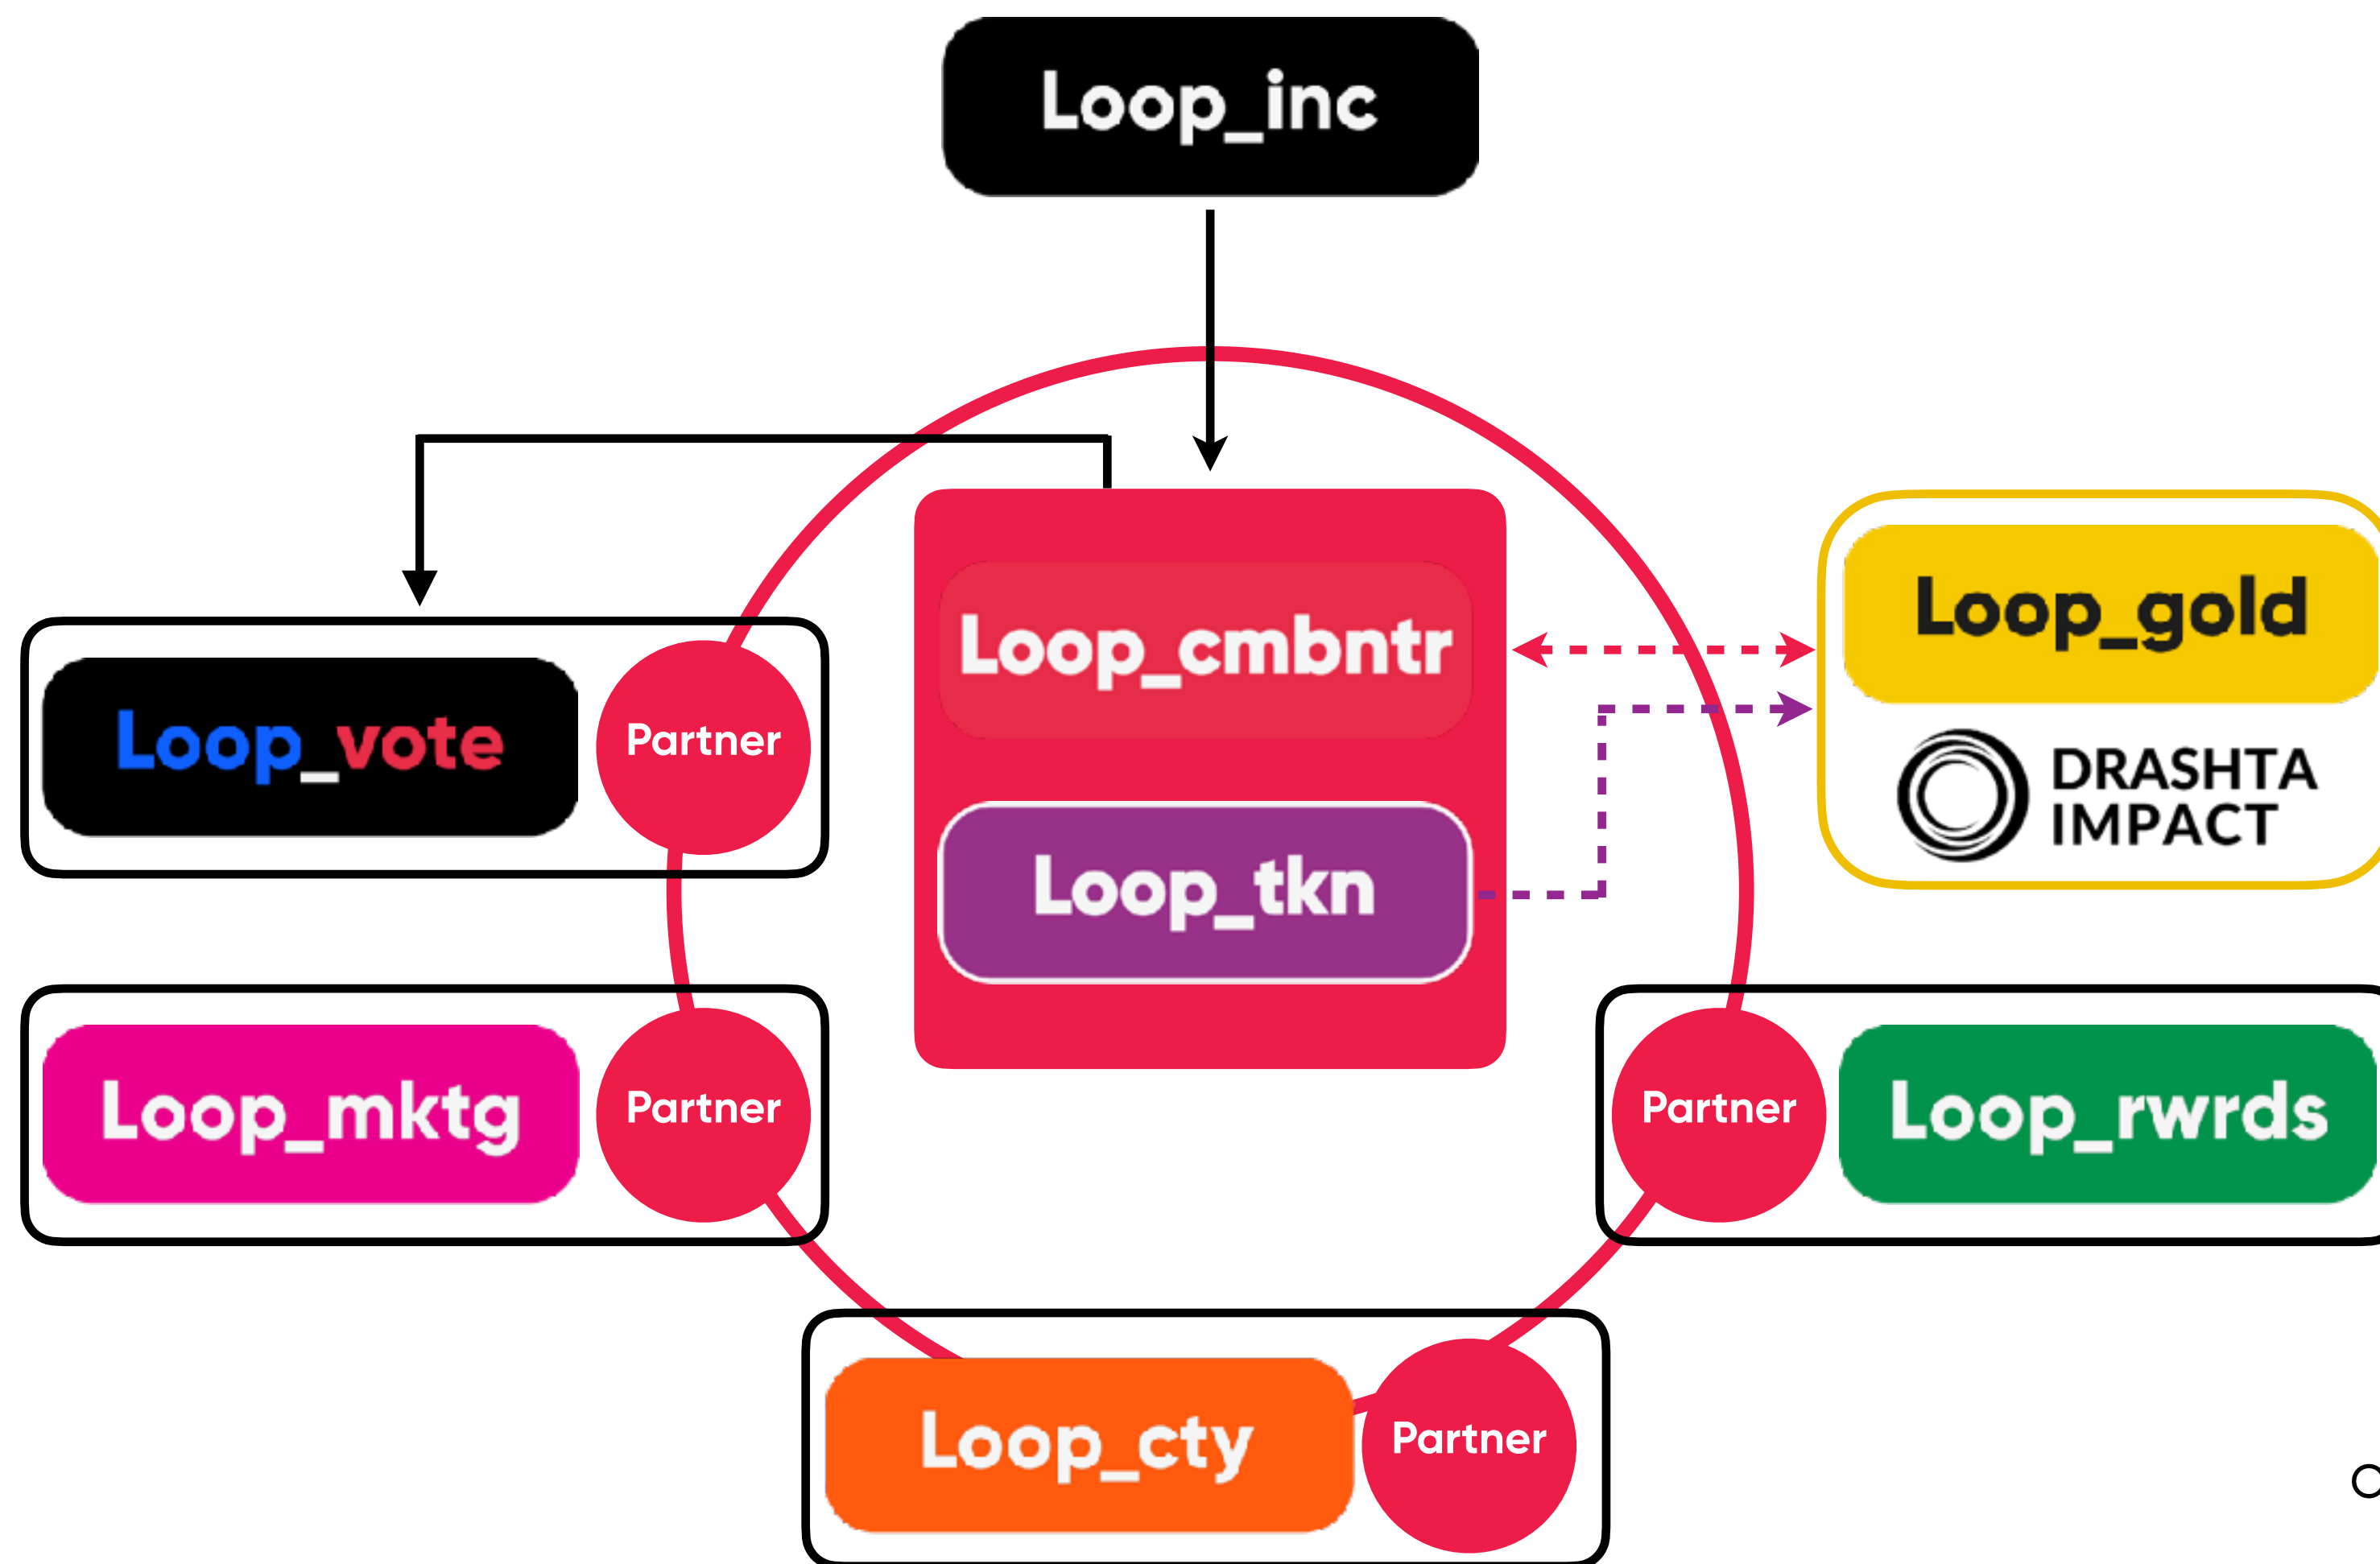 Loop_inc
Loop_cmbntr
Loop_gold
Loop_vote
Partner
DRASHTA
IMPACT
Loop_tkn
Loop_mktg
Partner
Partner
Loop_rwrds
Loop_cty
Partner